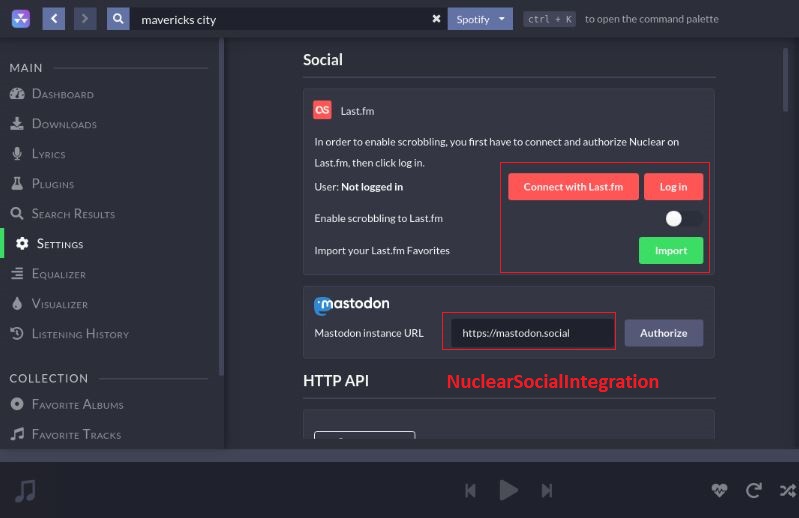 mavericks city
Spotify
ctrl + K to open the command palette
MAIN
Dashboard
Downloads
Lyrics
Plugins
Search Results
Settings
Equalizer
Visualizer
Listening History
COLLECTION
Favorite Albums
Favorite Tracks
Social
Last.fm
In order to enable scrobbling, you first have to connect and authorize Nuclear on
Last.fm, then click log in.
User: Not logged in
Connect with Last.fm
Log in
Enable scrobbling to Last.fm
Import your Last.fm Favorites
Import
mastodon
Mastodon instance URL
https://mastodon.social
Authorize
HTTP API
NuclearSocialIntegration